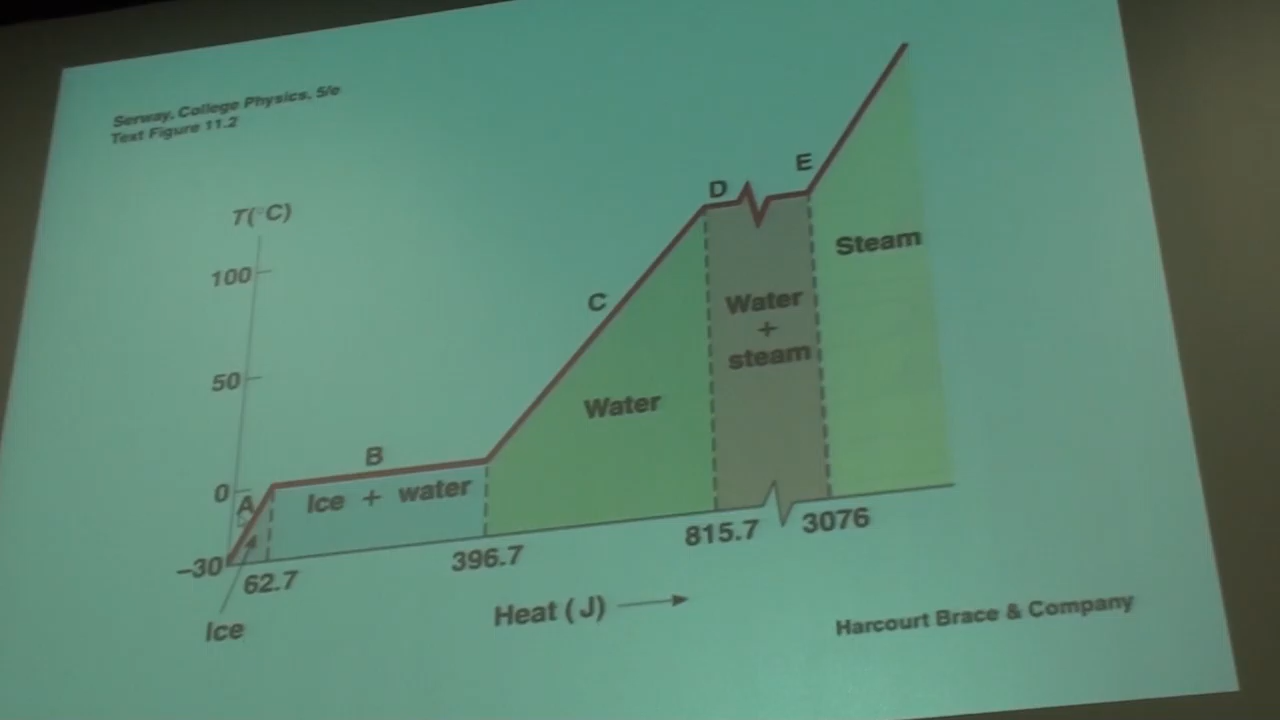 Serway, College Physics, 5/e
Text Figure 11.2
T(°C)
100
50
0
-30
A
B
C
D
E
Ice + water
Water
Water
+
steam
Steam
62.7
396.7
815.7
3076
Ice
Heat (J)
Harcourt Brace & Company